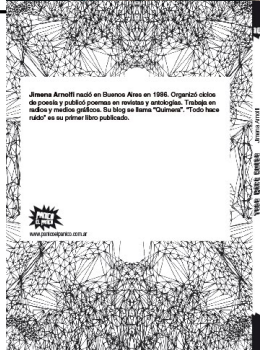 Jimena Arnolfi nació en Buenos Aires en 1986. Organizó ciclos
de poesía y publicó poemas en revistas y antologías. Trabaja en
radios y medios gráficos. Su blog se llama "Quimera". "Todo hace
ruido" es su primer libro publicado.
www.panicoelpanico.com.ar
Jimena Arnolfi